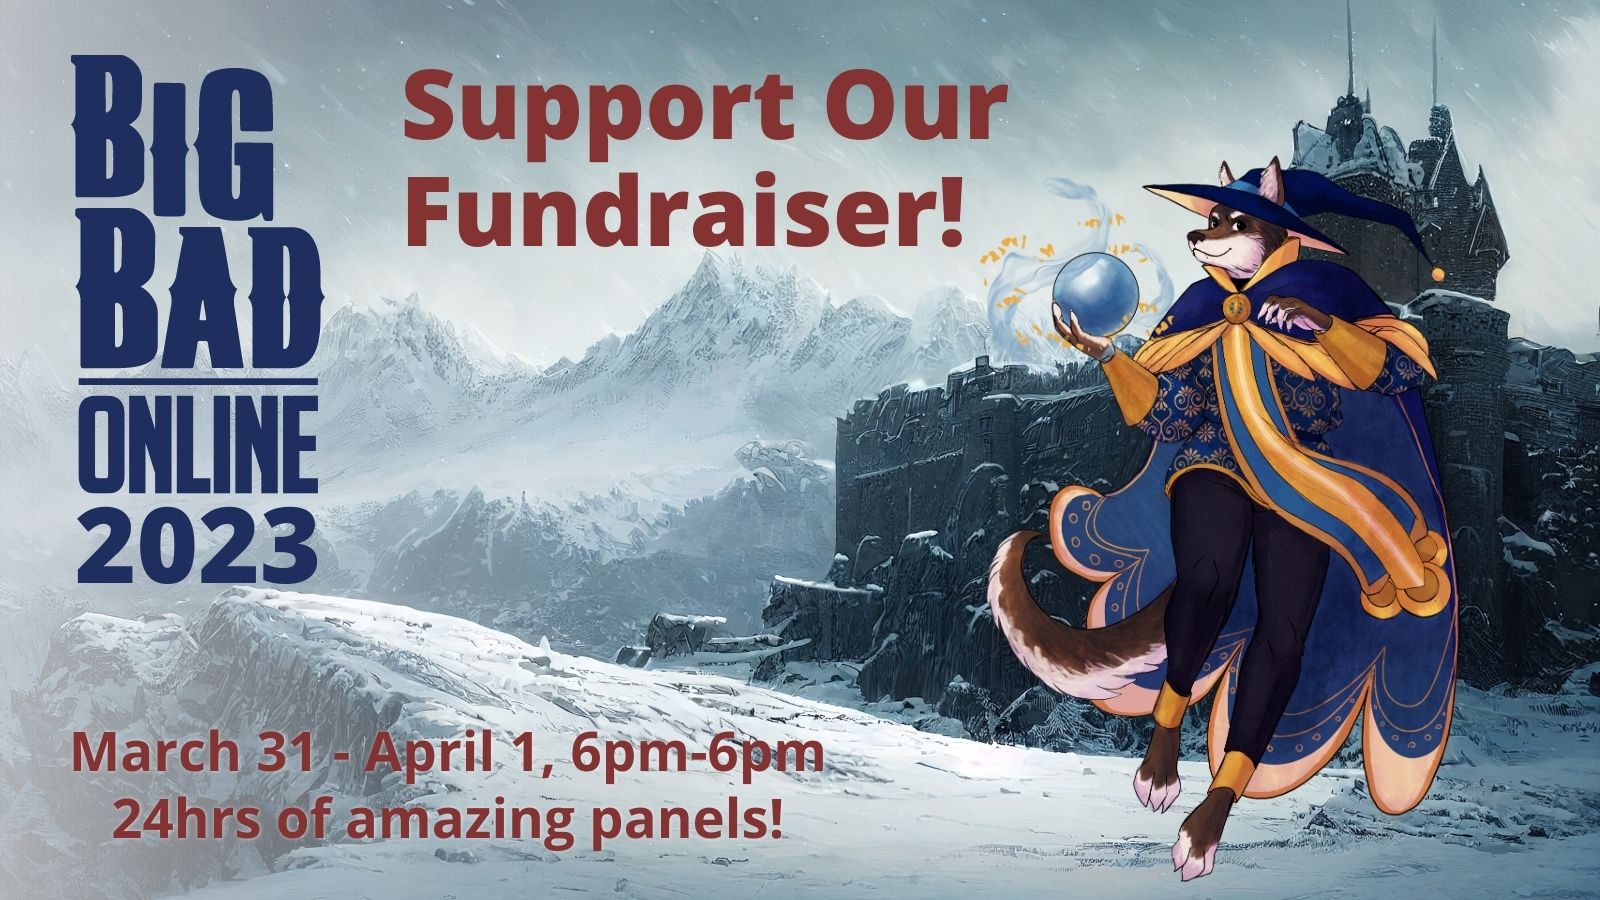 BIG
BAD
ONLINE
2023
Support Our
Fundraiser!
March 31 - April 1, 6pm-6pm
24hrs of amazing panels!